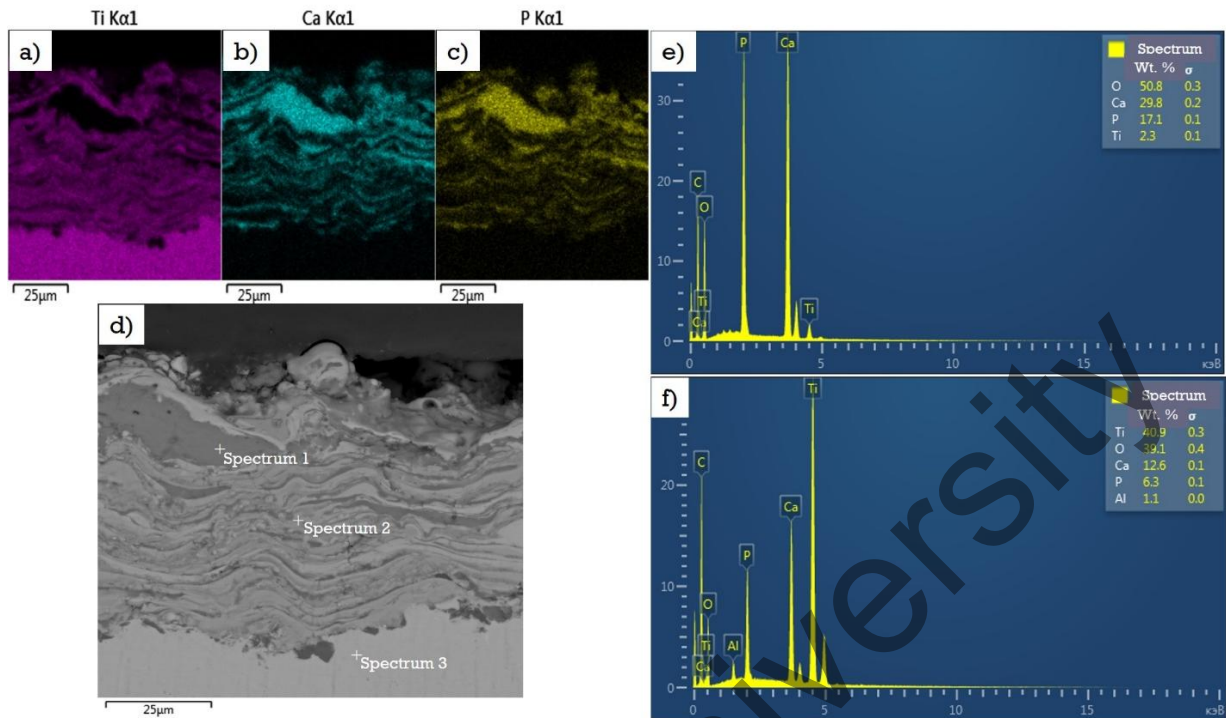 Ti Kα1
Ca Kα1
P Kα1
a)
b)
c)
25µm
25µm
25µm
d)
Spectrum 1
Spectrum 2
Spectrum 3
25µm
e)
P
Ca
C
O
Ti
Ca
Ti
30
20
10
0
0
5
10
15
кэВ
Spectrum
Wt. % σ
O 50.8 0.3
Ca 29.8 0.2
P 17.1 0.1
Ti 2.3 0.1
f)
Ti
C
Ca
P
O
Ti
Al
Ca
20
10
0
0
5
10
15
кэВ
Spectrum
Wt. % σ
Ti 40.9 0.3
O 39.1 0.4
Ca 12.6 0.1
P 6.3 0.1
Al 1.1 0.0
iversity